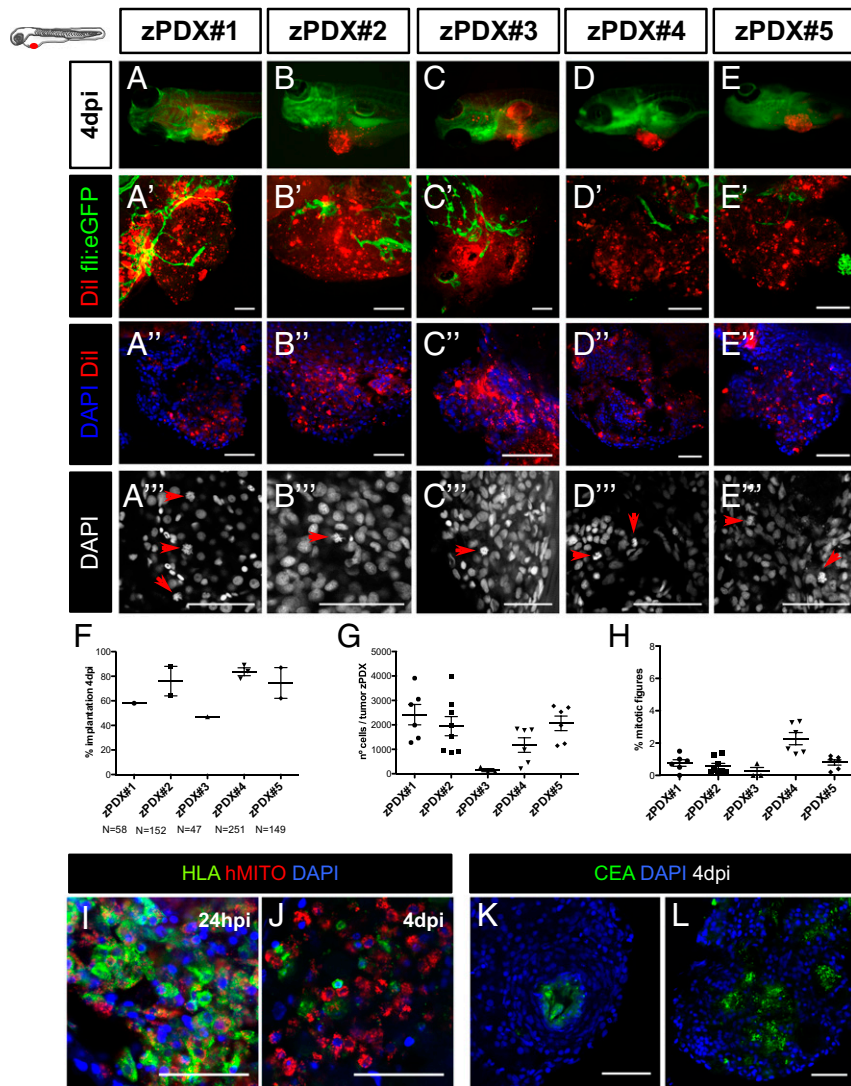 zPDX#1 zPDX#2 zPDX#3 zPDX#4 zPDX#5
4dpi
A B C D E
DiI fli:eGFP
A' B' C' D' E'
DAPI DiI
A'' B'' C'' D'' E''
DAPI
A''' B''' C''' D''' E'''
F
% implantation 4dpi
100
80
60
40
20
0
zPDX#1 zPDX#2 zPDX#3 zPDX#4 zPDX#5
N=58 N=152 N=47 N=251 N=149
G
nº cells / tumor zPDX
5000
4000
3000
2000
1000
0
zPDX#1 zPDX#2 zPDX#3 zPDX#4 zPDX#5
H
% mitotic figures
8
6
4
2
0
zPDX#1 zPDX#2 zPDX#3 zPDX#4 zPDX#5
HLA hMITO DAPI
I 24hpi
J 4dpi
CEA DAPI 4dpi
K L